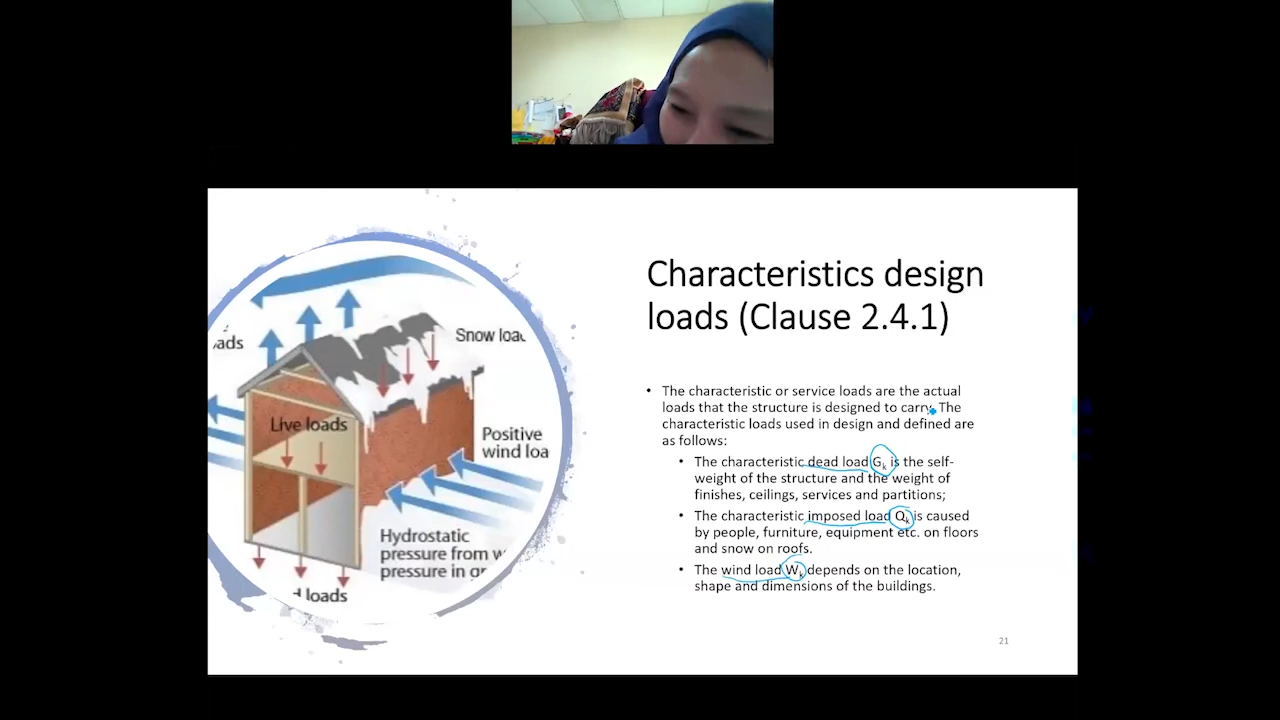 Characteristics design
loads (Clause 2.4.1)
• The characteristic or service loads are the actual
loads that the structure is designed to carry. The
characteristic loads used in design and defined are
as follows:
• The characteristic dead load Gk is the self-
weight of the structure and the weight of
finishes, ceilings, services and partitions;
• The characteristic imposed load Qk is caused
by people, furniture, equipment etc. on floors
and snow on roofs.
• The wind load Wk depends on the location,
shape and dimensions of the buildings.
21
Snow
Live loads
Positive
wind
Hydrostatic
pressure from
pressure in
loads